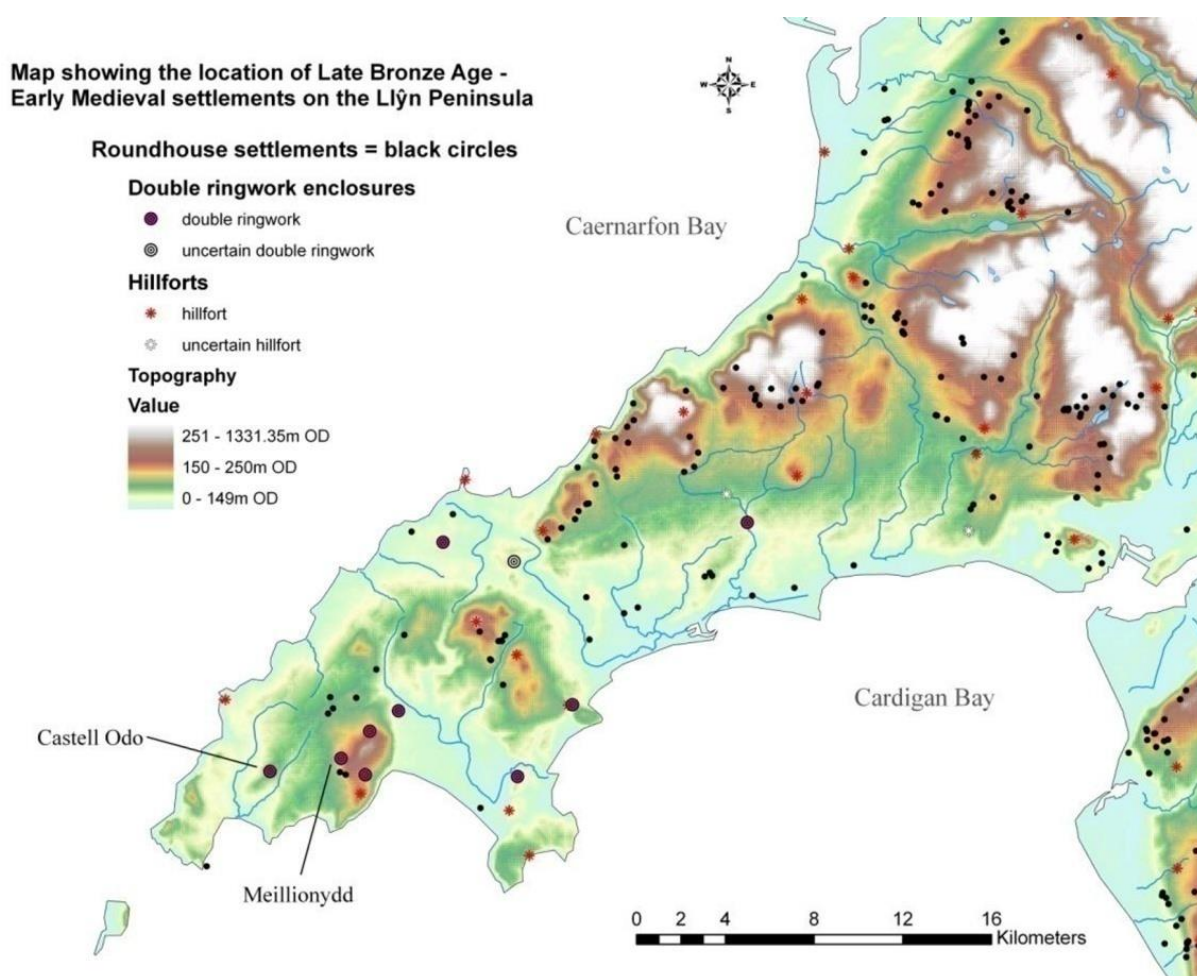 Map showing the location of Late Bronze Age -
Early Medieval settlements on the Llŷn Peninsula
Roundhouse settlements = black circles
Double ringwork enclosures
double ringwork
uncertain double ringwork
Hillforts
hillfort
uncertain hillfort
Topography
Value
251 - 1331.35m OD
150 - 250m OD
0 - 149m OD
N
W E
S
Caernarfon Bay
Cardigan Bay
Castell Odo
Meillionydd
0 2 4 8 12 16
Kilometers